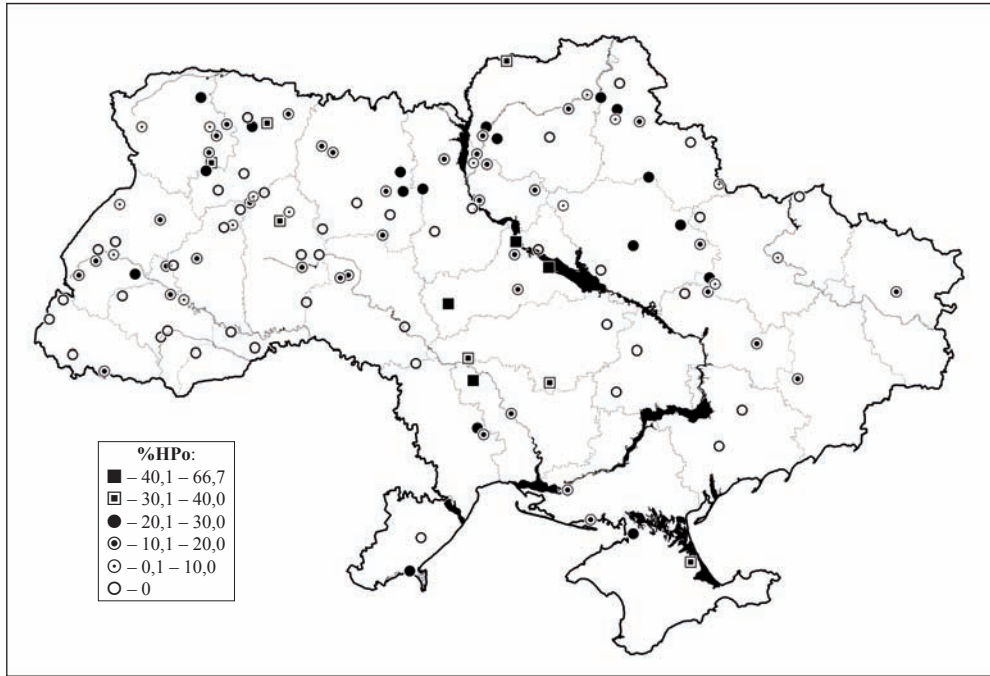 %HPo:
– 40,1 – 66,7
– 30,1 – 40,0
– 20,1 – 30,0
– 10,1 – 20,0
– 0,1 – 10,0
– 0